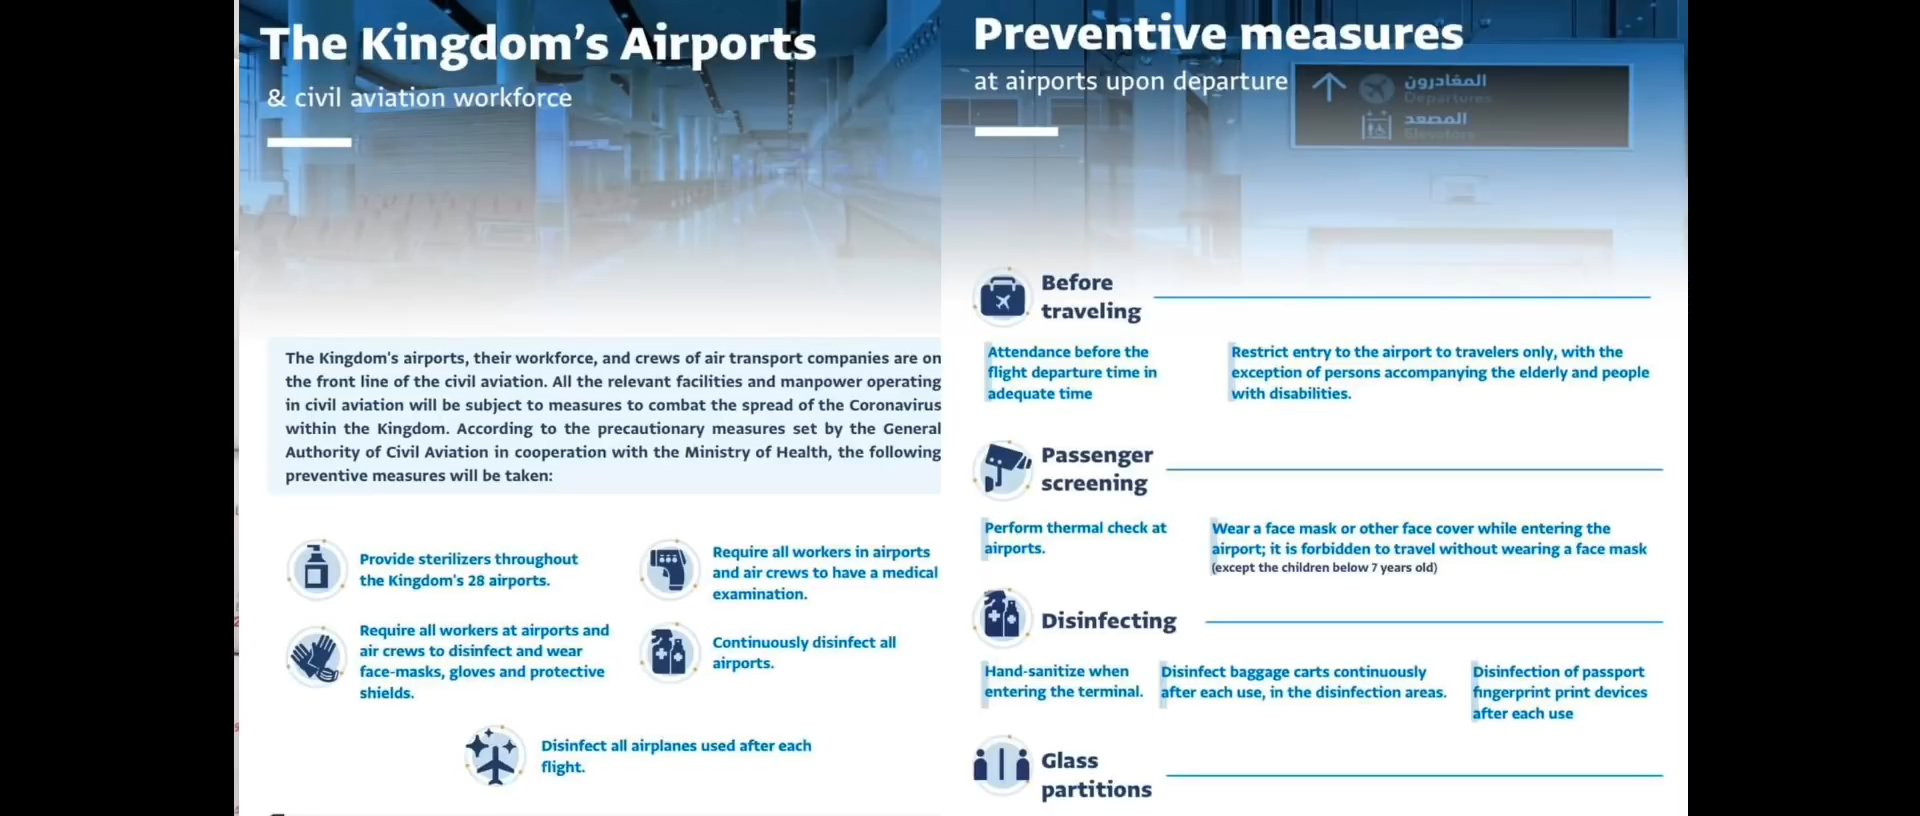 The Kingdom's Airports
& civil aviation workforce
The Kingdom's airports, their workforce, and crews of air transport companies are on
the front line of the civil aviation. All the relevant facilities and manpower operating
in civil aviation will be subject to measures to combat the spread of the Coronavirus
within the Kingdom. According to the precautionary measures set by the General
Authority of Civil Aviation in cooperation with the Ministry of Health, the following
preventive measures will be taken:
Provide sterilizers throughout
the Kingdom's 28 airports.
Require all workers in airports
and air crews to have a medical
examination.
Require all workers at airports and
air crews to disinfect and wear
face-masks, gloves and protective
shields.
Continuously disinfect all
airports.
Disinfect all airplanes used after each
flight.
Preventive measures
at airports upon departure
المغادرون
Departures
المصعد
Elevators
Before
traveling
Attendance before the
flight departure time in
adequate time
Restrict entry to the airport to travelers only, with the
exception of persons accompanying the elderly and people
with disabilities.
Passenger
screening
Perform thermal check at
airports.
Wear a face mask or other face cover while entering the
airport; it is forbidden to travel without wearing a face mask
(except the children below 7 years old)
Disinfecting
Hand-sanitize when
entering the terminal.
Disinfect baggage carts continuously
after each use, in the disinfection areas.
Disinfection of passport
fingerprint print devices
after each use
Glass
partitions